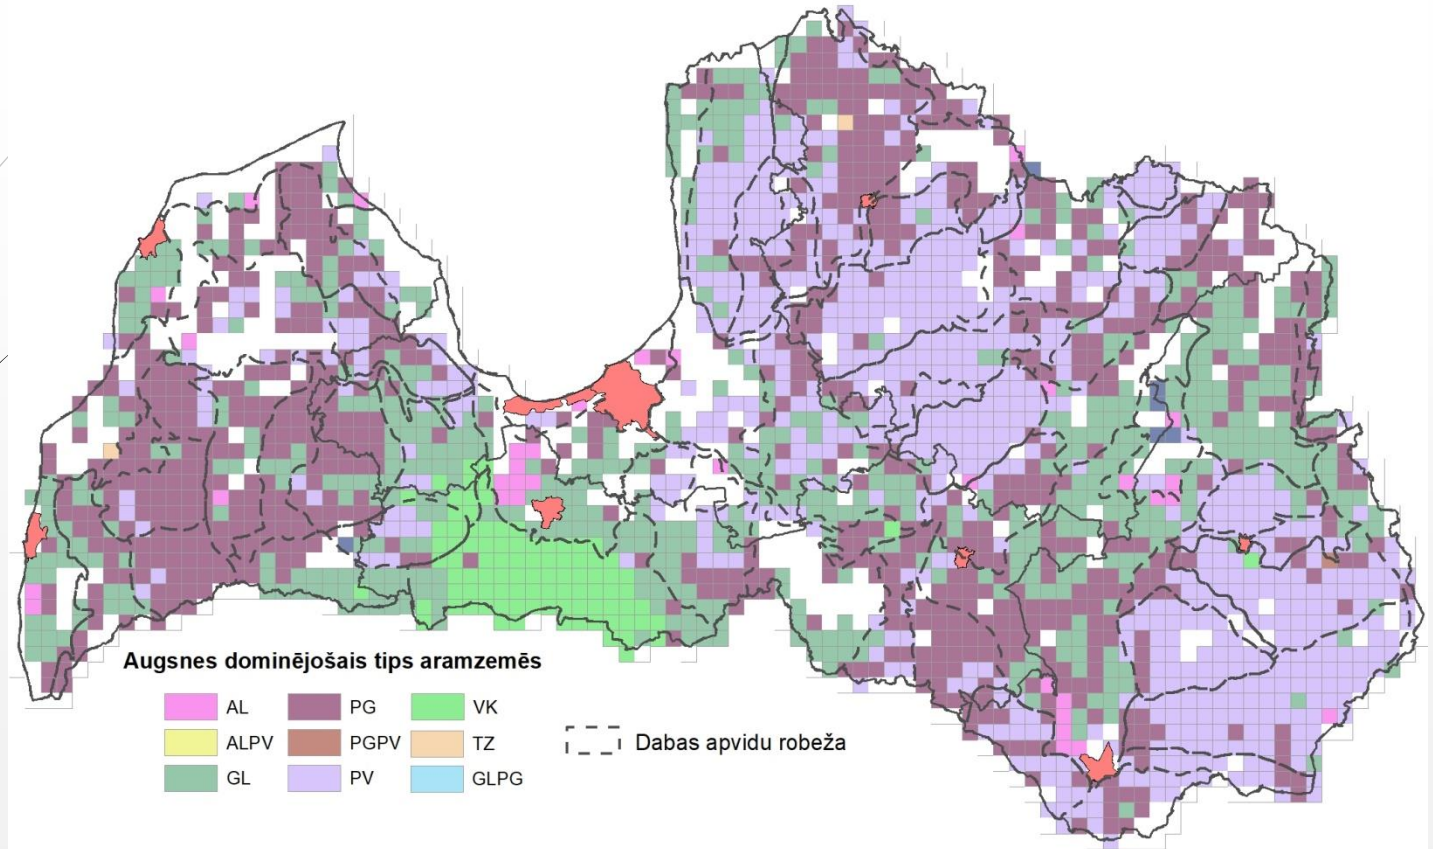 Augsnes dominējošais tips aramzemēs
AL PG VK
ALPV PGPV TZ
GL PV GLPG
Dabas apvidu robeža